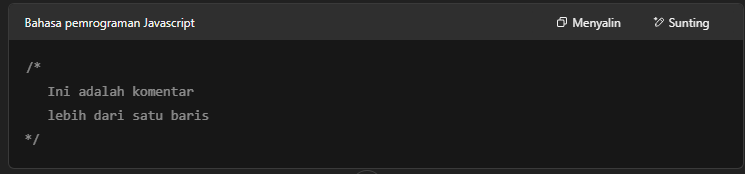 Bahasa pemrograman Javascript Menyalin Sunting
/*
Ini adalah komentar
lebih dari satu baris
*/